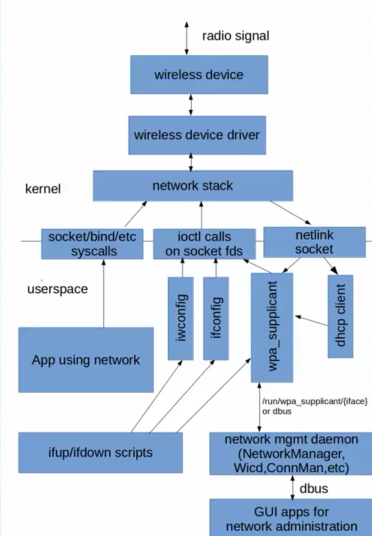 radio signal
wireless device
wireless device driver
kernel
network stack
socket/bind/etc
syscalls
ioctl calls
on socket fds
netlink
socket
userspace
App using network
iwconfig
ifconfig
wpa_supplicant
dhcp client
/run/wpa_supplicant/{iface}
or dbus
ifup/ifdown scripts
network mgmt daemon
(NetworkManager,
Wicd,ConnMan,etc)
dbus
GUI apps for
network administration